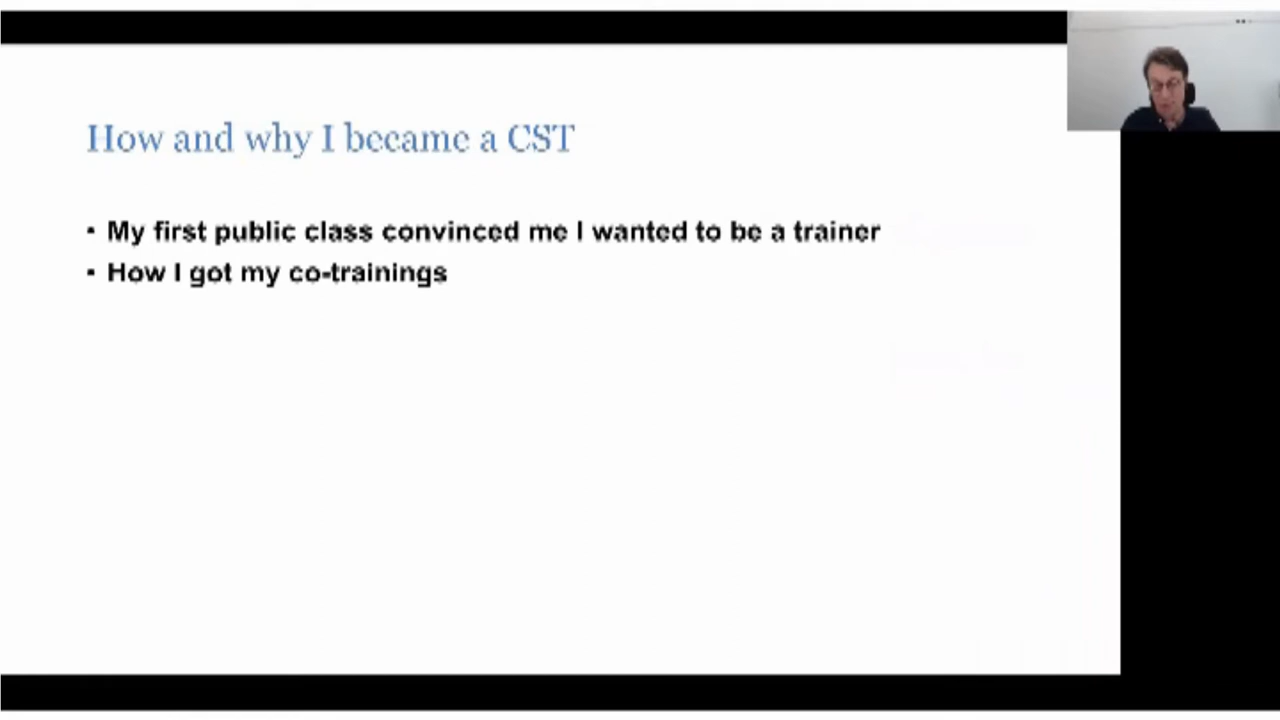 How and why I became a CST
• My first public class convinced me I wanted to be a trainer
• How I got my co-trainings